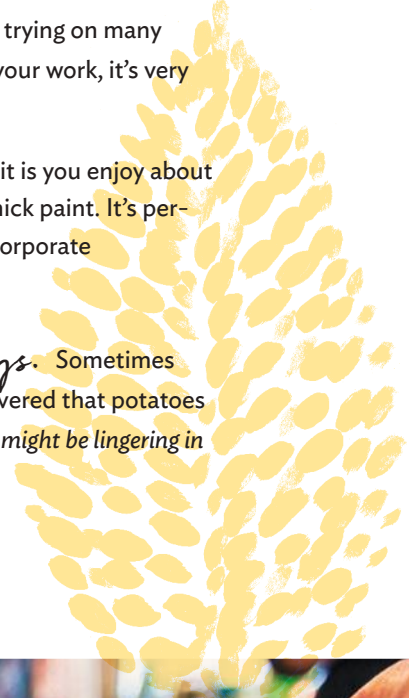 trying on many
your work, it's very
it is you enjoy about
hick paint. It's per-
orporate
ys. Sometimes
vered that potatoes
might be lingering in